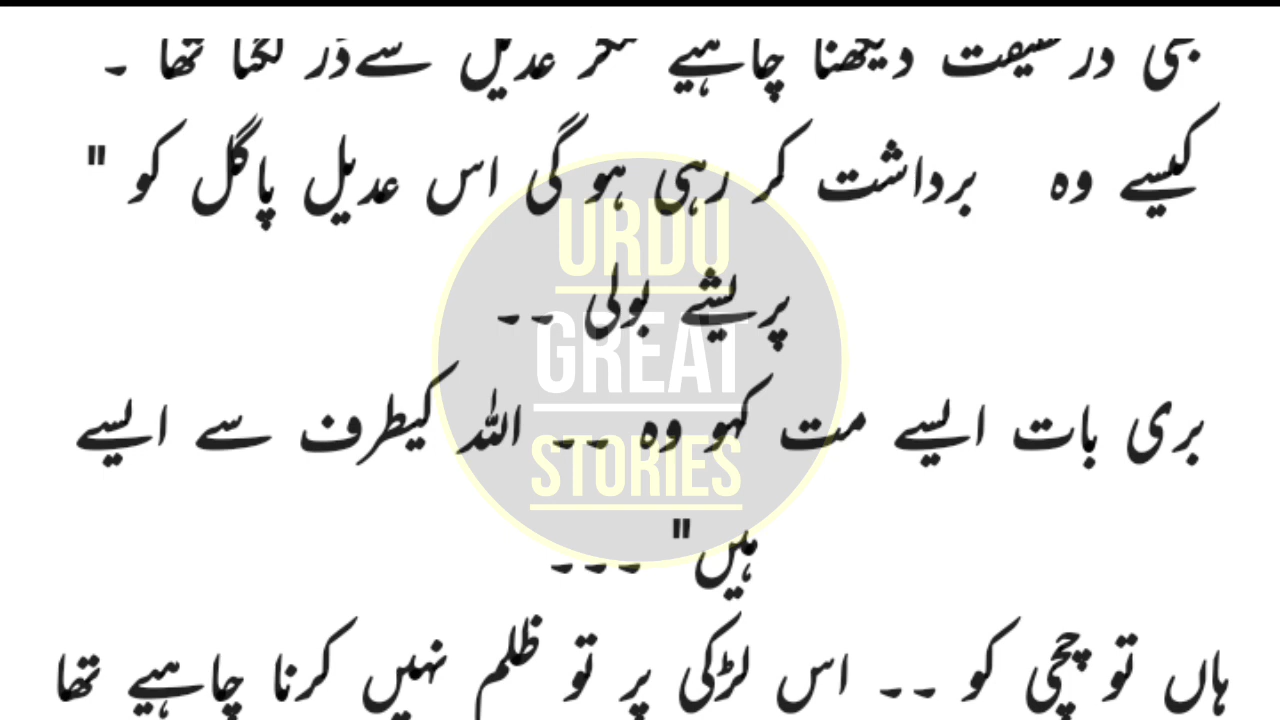 بھی در حقیقت دیکھنا چاہیے مگر عدیل سے ڈر لگتا تھا ۔
کیسے وہ برداشت کر رہی ہو گی اس عدیل پاگل کو "
پریشے بولی ۔۔
بری بات ایسے مت کہو وہ ۔۔ اللہ کیطرف سے ایسے
ہیں" ۔۔۔
ہاں تو چچی کو ۔۔ اس لڑکی پر تو ظلم نہیں کرنا چاہیے تھا
URDU
GREAT
STORIES